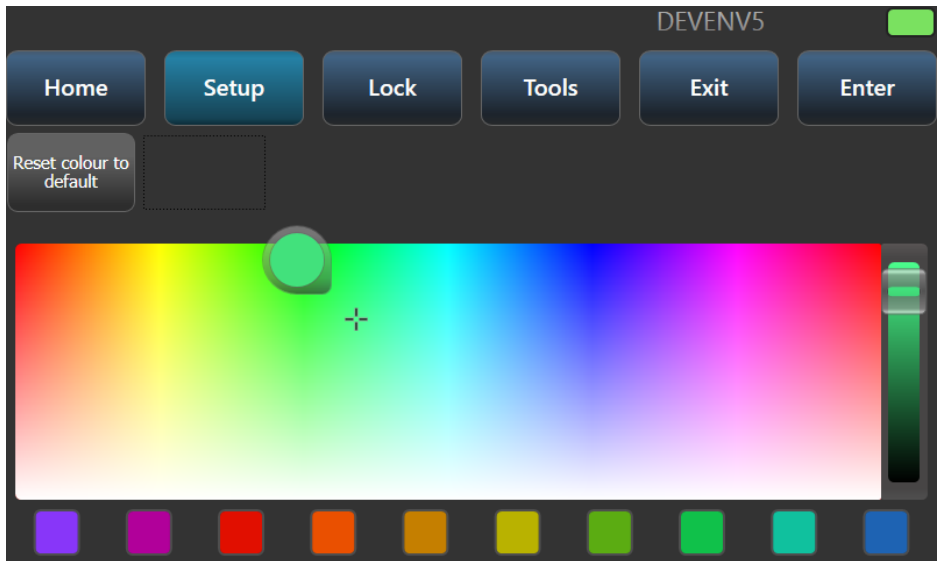 DEVENV5
Home
Setup
Lock
Tools
Exit
Enter
Reset colour to
default